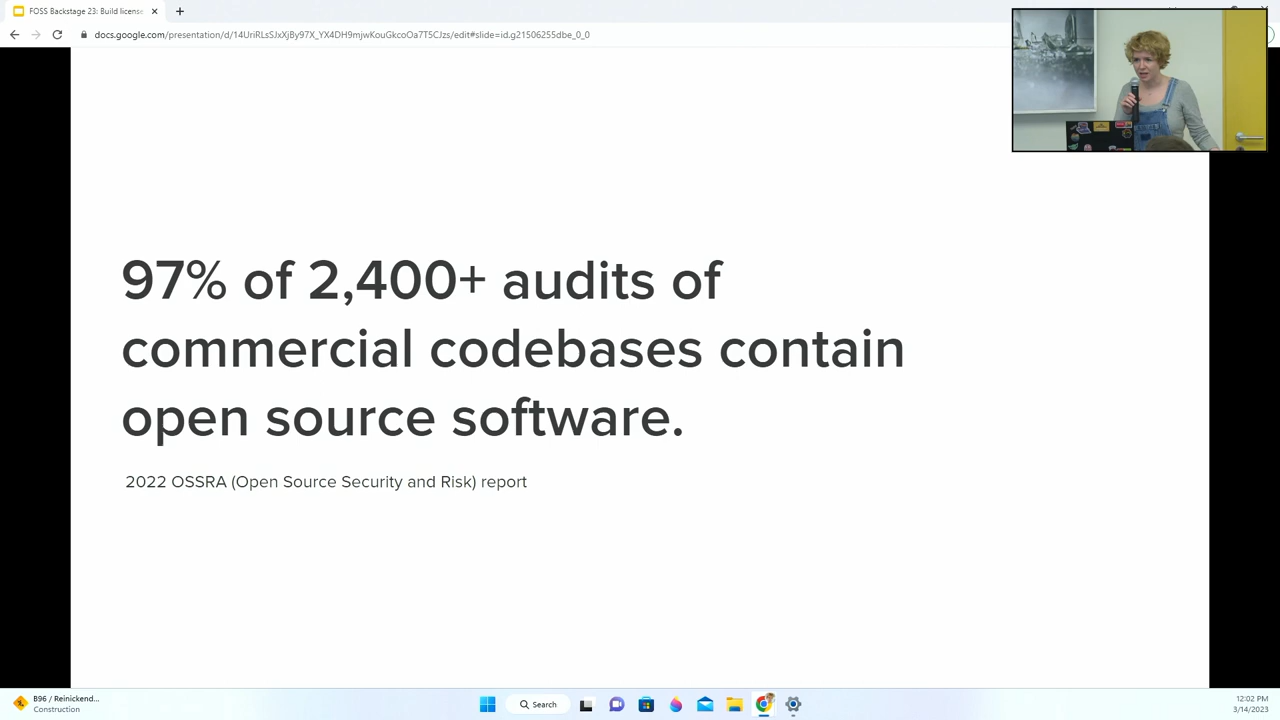 FOSS Backstage 23: Build license
docs.google.com/presentation/d/14UriRLsSJxXjBy97X_YX4DH9mjwKouGkcoOa7T5CJzs/edit#slide=id.g21506255dbe_0_0
97% of 2,400+ audits of
commercial codebases contain
open source software.
2022 OSSRA (Open Source Security and Risk) report
B96 / Reinickend...
Construction
Search
12:02 PM
3/14/2023